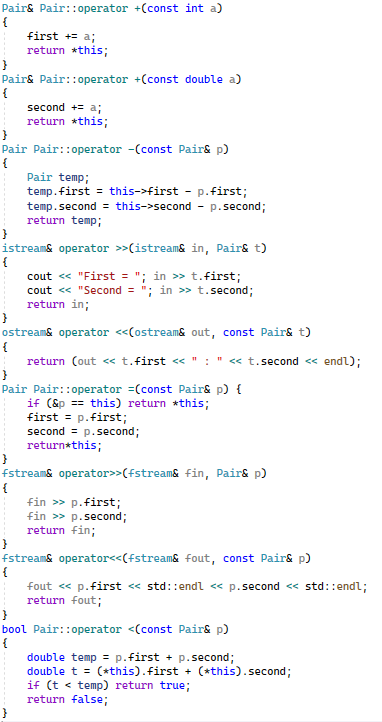 Pair& Pair::operator +(const int a)
{
    first += a;
    return *this;
}
Pair& Pair::operator +(const double a)
{
    second += a;
    return *this;
}
Pair Pair::operator -(const Pair& p)
{
    Pair temp;
    temp.first = this->first - p.first;
    temp.second = this->second - p.second;
    return temp;
}
istream& operator >>(istream& in, Pair& t)
{
    cout << "First = "; in >> t.first;
    cout << "Second = "; in >> t.second;
    return in;
}
ostream& operator <<(ostream& out, const Pair& t)
{
    return (out << t.first << " : " << t.second << endl);
}
Pair Pair::operator =(const Pair& p) {
    if (&p == this) return *this;
    first = p.first;
    second = p.second;
    return*this;
}
fstream& operator>>(fstream& fin, Pair& p)
{
    fin >> p.first;
    fin >> p.second;
    return fin;
}
fstream& operator<<(fstream& fout, const Pair& p)
{
    fout << p.first << std::endl << p.second << std::endl;
    return fout;
}
bool Pair::operator <(const Pair& p)
{
    double temp = p.first + p.second;
    double t = (*this).first + (*this).second;
    if (t < temp) return true;
    return false;
}